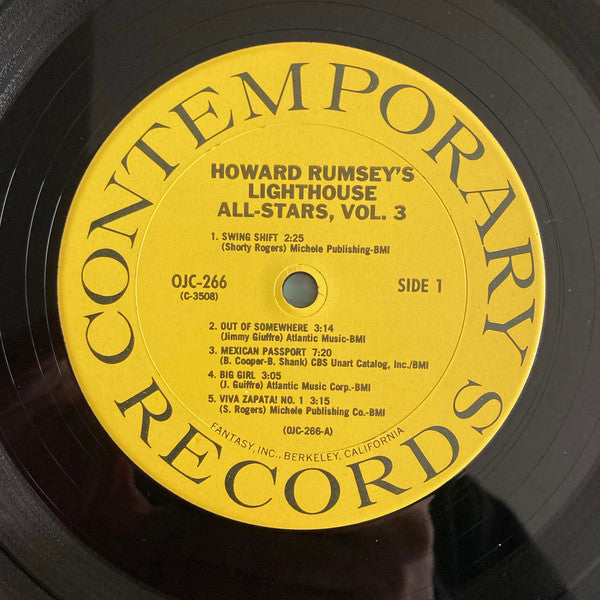 CONTEMPORARY
RECORDS
HOWARD RUMSEY'S
LIGHTHOUSE
ALL-STARS, VOL. 3
1. SWING SHIFT 2:25
(Shorty Rogers) Michele Publishing-BMI
OJC-266
(C-3508)
SIDE 1
2. OUT OF SOMEWHERE 3:14
(Jimmy Giuffre) Atlantic Music-BMI
3. MEXICAN PASSPORT 7:20
(B. Cooper-B. Shank) CBS Unart Catalog, Inc./BMI
4. BIG GIRL 3:05
(J. Guiffre) Atlantic Music Corp.-BMI
5. VIVA ZAPATA! NO. 1 3:15
(S. Rogers) Michele Publishing Co.-BMI
(OJC-266-A)
FANTASY, INC., BERKELEY, CALIFORNIA